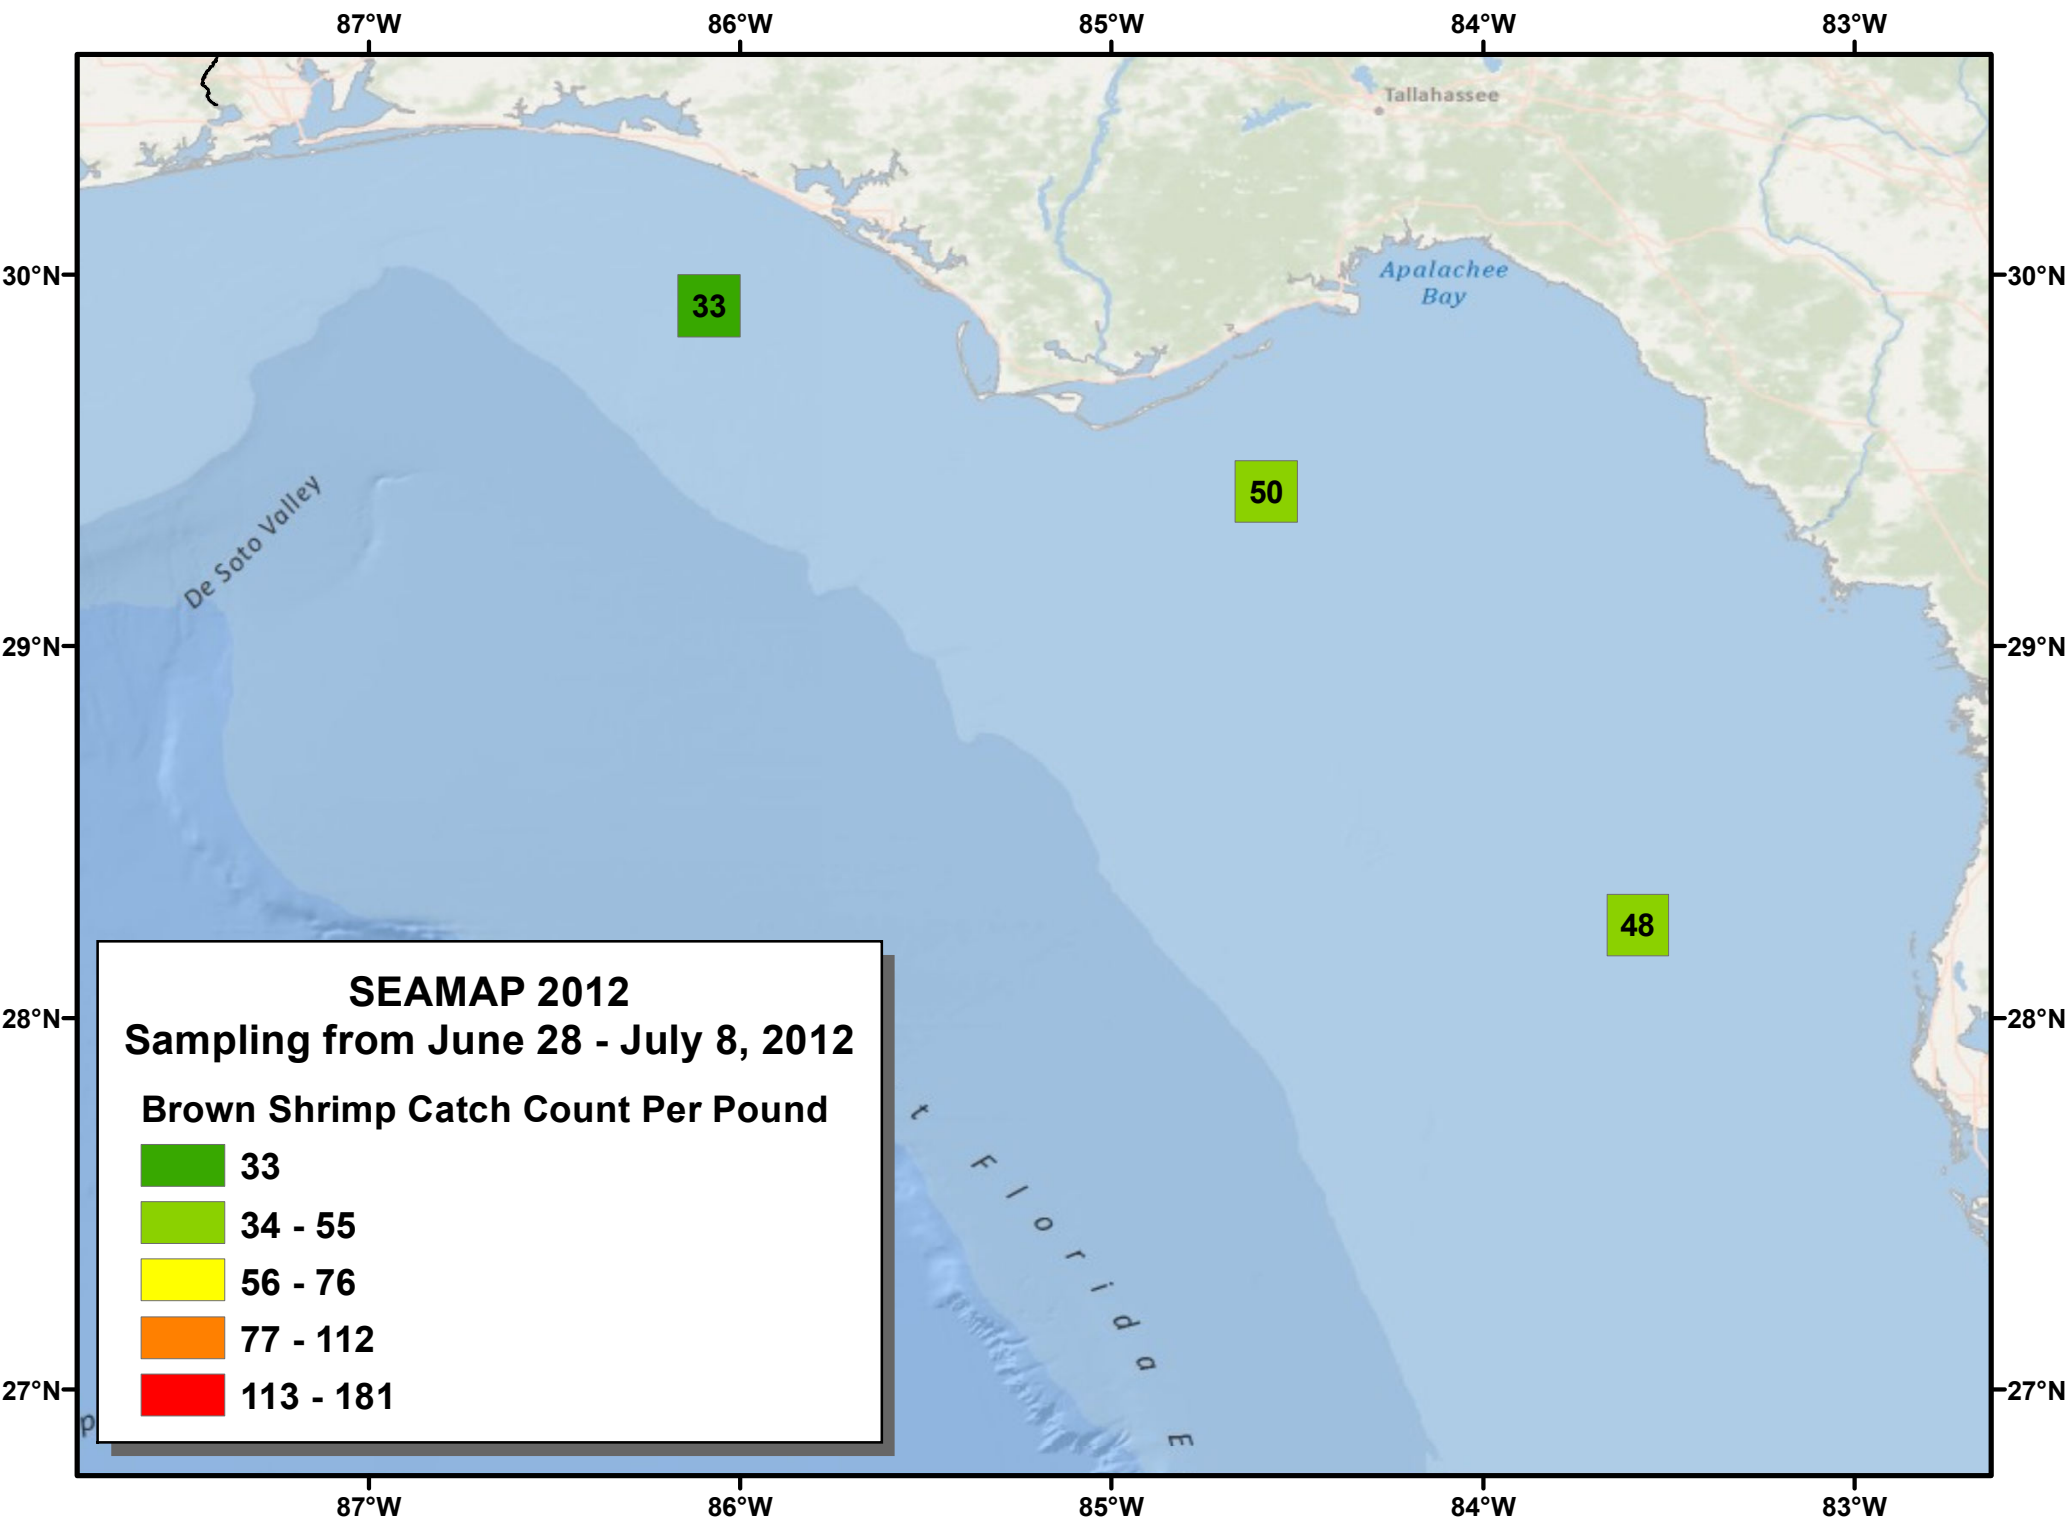 87°W 86°W 85°W 84°W 83°W
Tallahassee
30°N 30°N
Apalachee
Bay
33
50
De Soto Valley
29°N 29°N
48
28°N 28°N
SEAMAP 2012
Sampling from June 28 - July 8, 2012
Brown Shrimp Catch Count Per Pound
33
34 - 55
56 - 76
77 - 112
113 - 181
t Florida E
27°N 27°N
p
87°W 86°W 85°W 84°W 83°W